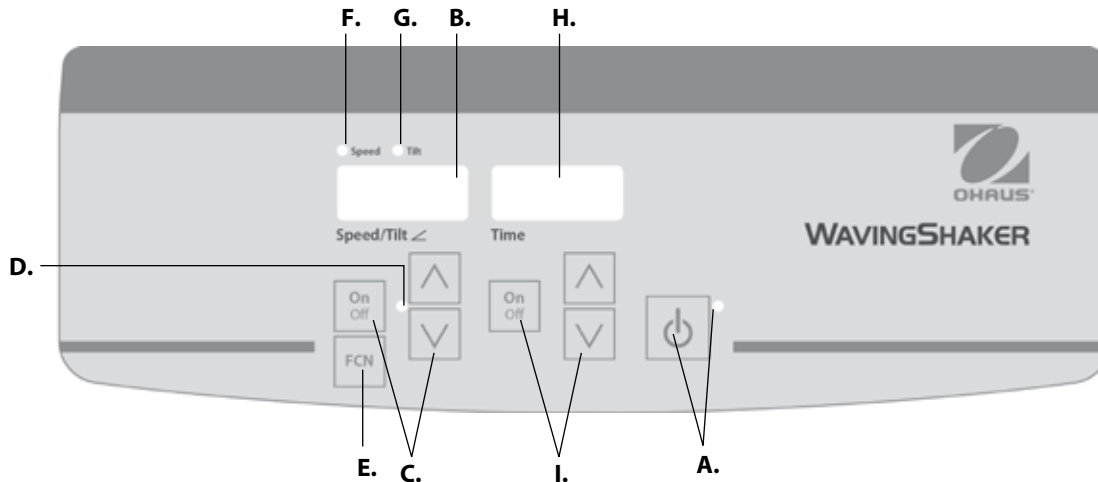 F. G. B. H.
Speed Tilt
OHAUS
Speed/Tilt ∠ Time
WAVINGSHAKER
D.
On
Off
On
Off
FCN
E. C. I. A.